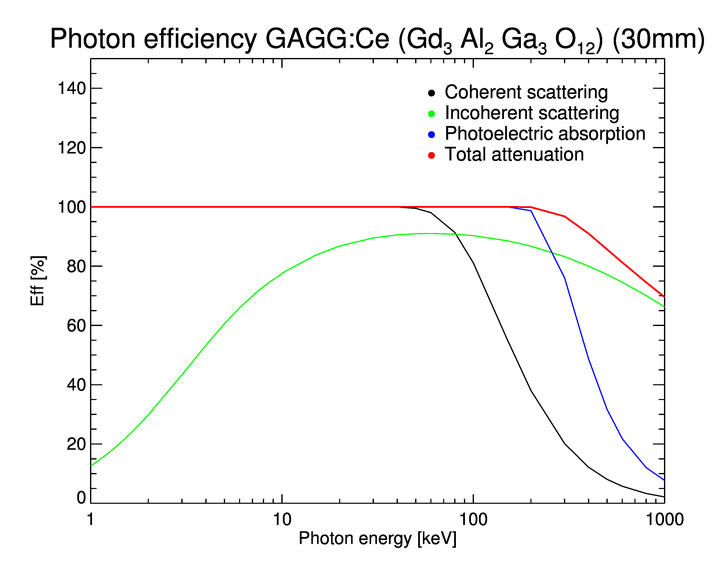 Photon efficiency GAGG:Ce (Gd3 Al2 Ga3 O12) (30mm)
Coherent scattering
Incoherent scattering
Photoelectric absorption
Total attenuation
140
120
100
80
60
40
20
0
Eff [%]
1 10 100 1000
Photon energy [keV]